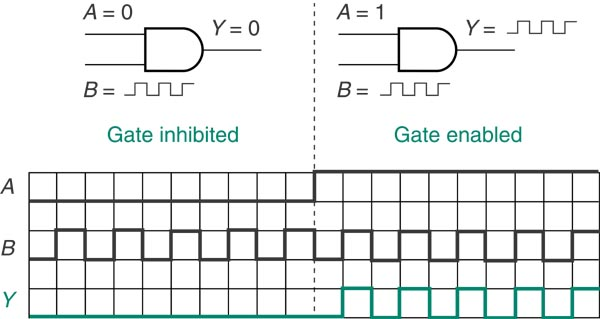 A = 0
Y = 0
B =
A = 1
Y =
B =
Gate inhibited
Gate enabled
A
B
Y